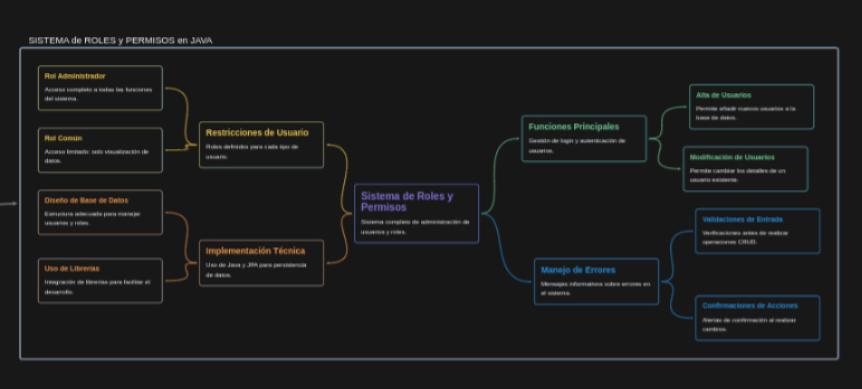 SISTEMA de ROLES y PERMISOS en JAVA
Rol Administrador
Acceso completo a todas las funciones
del sistema.
Rol Común
Acceso limitado: solo visualización de
datos.
Restricciones de Usuario
Roles definidos para cada tipo de
usuario.
Diseño de Base de Datos
Estructura adecuada para manejar
usuarios y roles.
Uso de Librerías
Integración de librerías para facilitar el
desarrollo.
Implementación Técnica
Uso de Java y JPA para persistencia
de datos.
Sistema de Roles y
Permisos
Sistema completo de administración de
usuarios y roles.
Funciones Principales
Gestión de login y autenticación de
usuarios.
Alta de Usuarios
Permite añadir nuevos usuarios a la
base de datos.
Modificación de Usuarios
Permite cambiar los detalles de un
usuario existente.
Manejo de Errores
Mensajes informativos sobre errores en
el sistema.
Validaciones de Entrada
Verificaciones antes de realizar
operaciones CRUD.
Confirmaciones de Acciones
Alertas de confirmación al realizar
cambios.